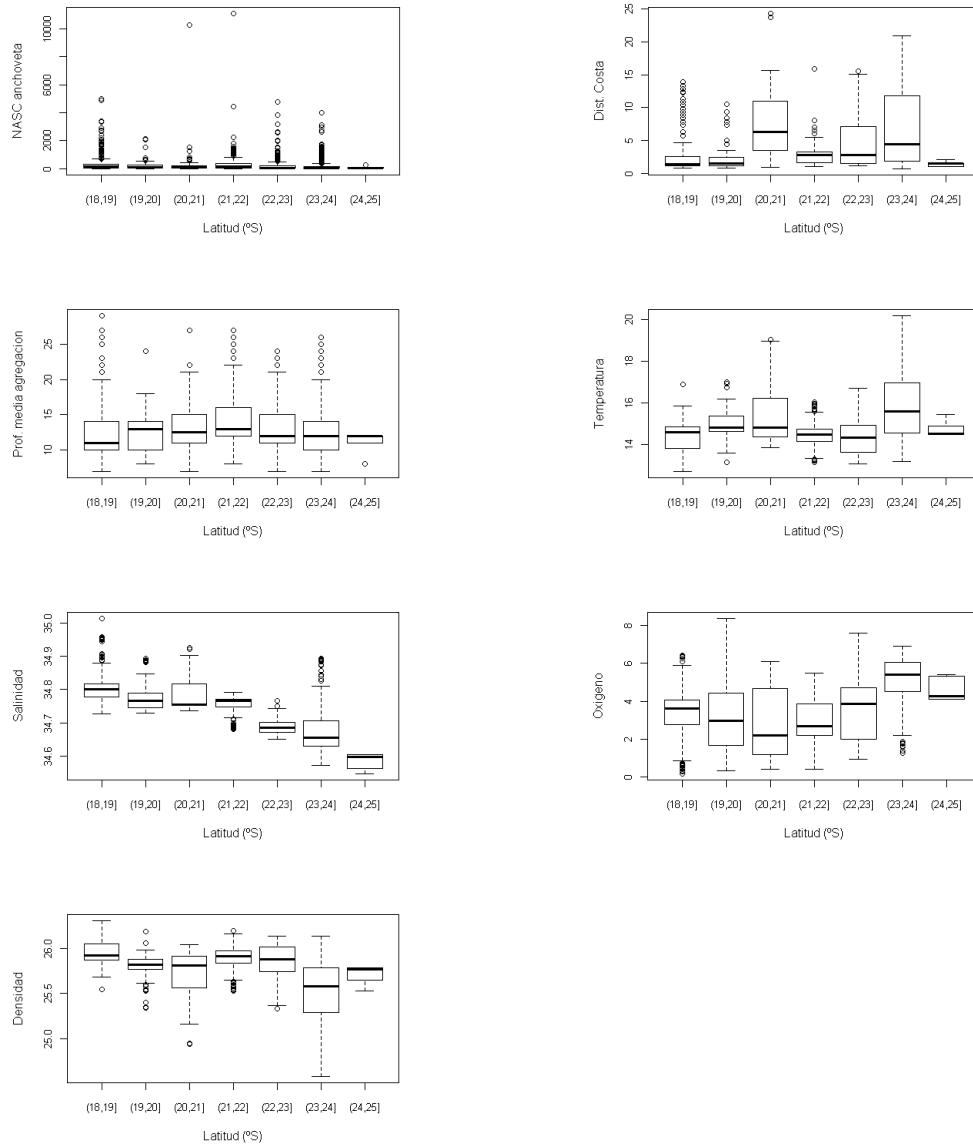 NASC anchoveta
10000
6000
2000
0
(18,19] (19,20] (20,21] (21,22] (22,23] (23,24] (24,25]
Latitud (ºS)
Dist. Costa
25
20
15
10
5
0
(18,19] (19,20] (20,21] (21,22] (22,23] (23,24] (24,25]
Latitud (ºS)
Prof. media agregacion
25
20
15
10
(18,19] (19,20] (20,21] (21,22] (22,23] (23,24] (24,25]
Latitud (ºS)
Temperatura
20
18
16
14
(18,19] (19,20] (20,21] (21,22] (22,23] (23,24] (24,25]
Latitud (ºS)
Salinidad
35.0
34.9
34.8
34.7
34.6
(18,19] (19,20] (20,21] (21,22] (22,23] (23,24] (24,25]
Latitud (ºS)
Oxigeno
8
6
4
2
0
(18,19] (19,20] (20,21] (21,22] (22,23] (23,24] (24,25]
Latitud (ºS)
Densidad
26.0
25.5
25.0
(18,19] (19,20] (20,21] (21,22] (22,23] (23,24] (24,25]
Latitud (ºS)